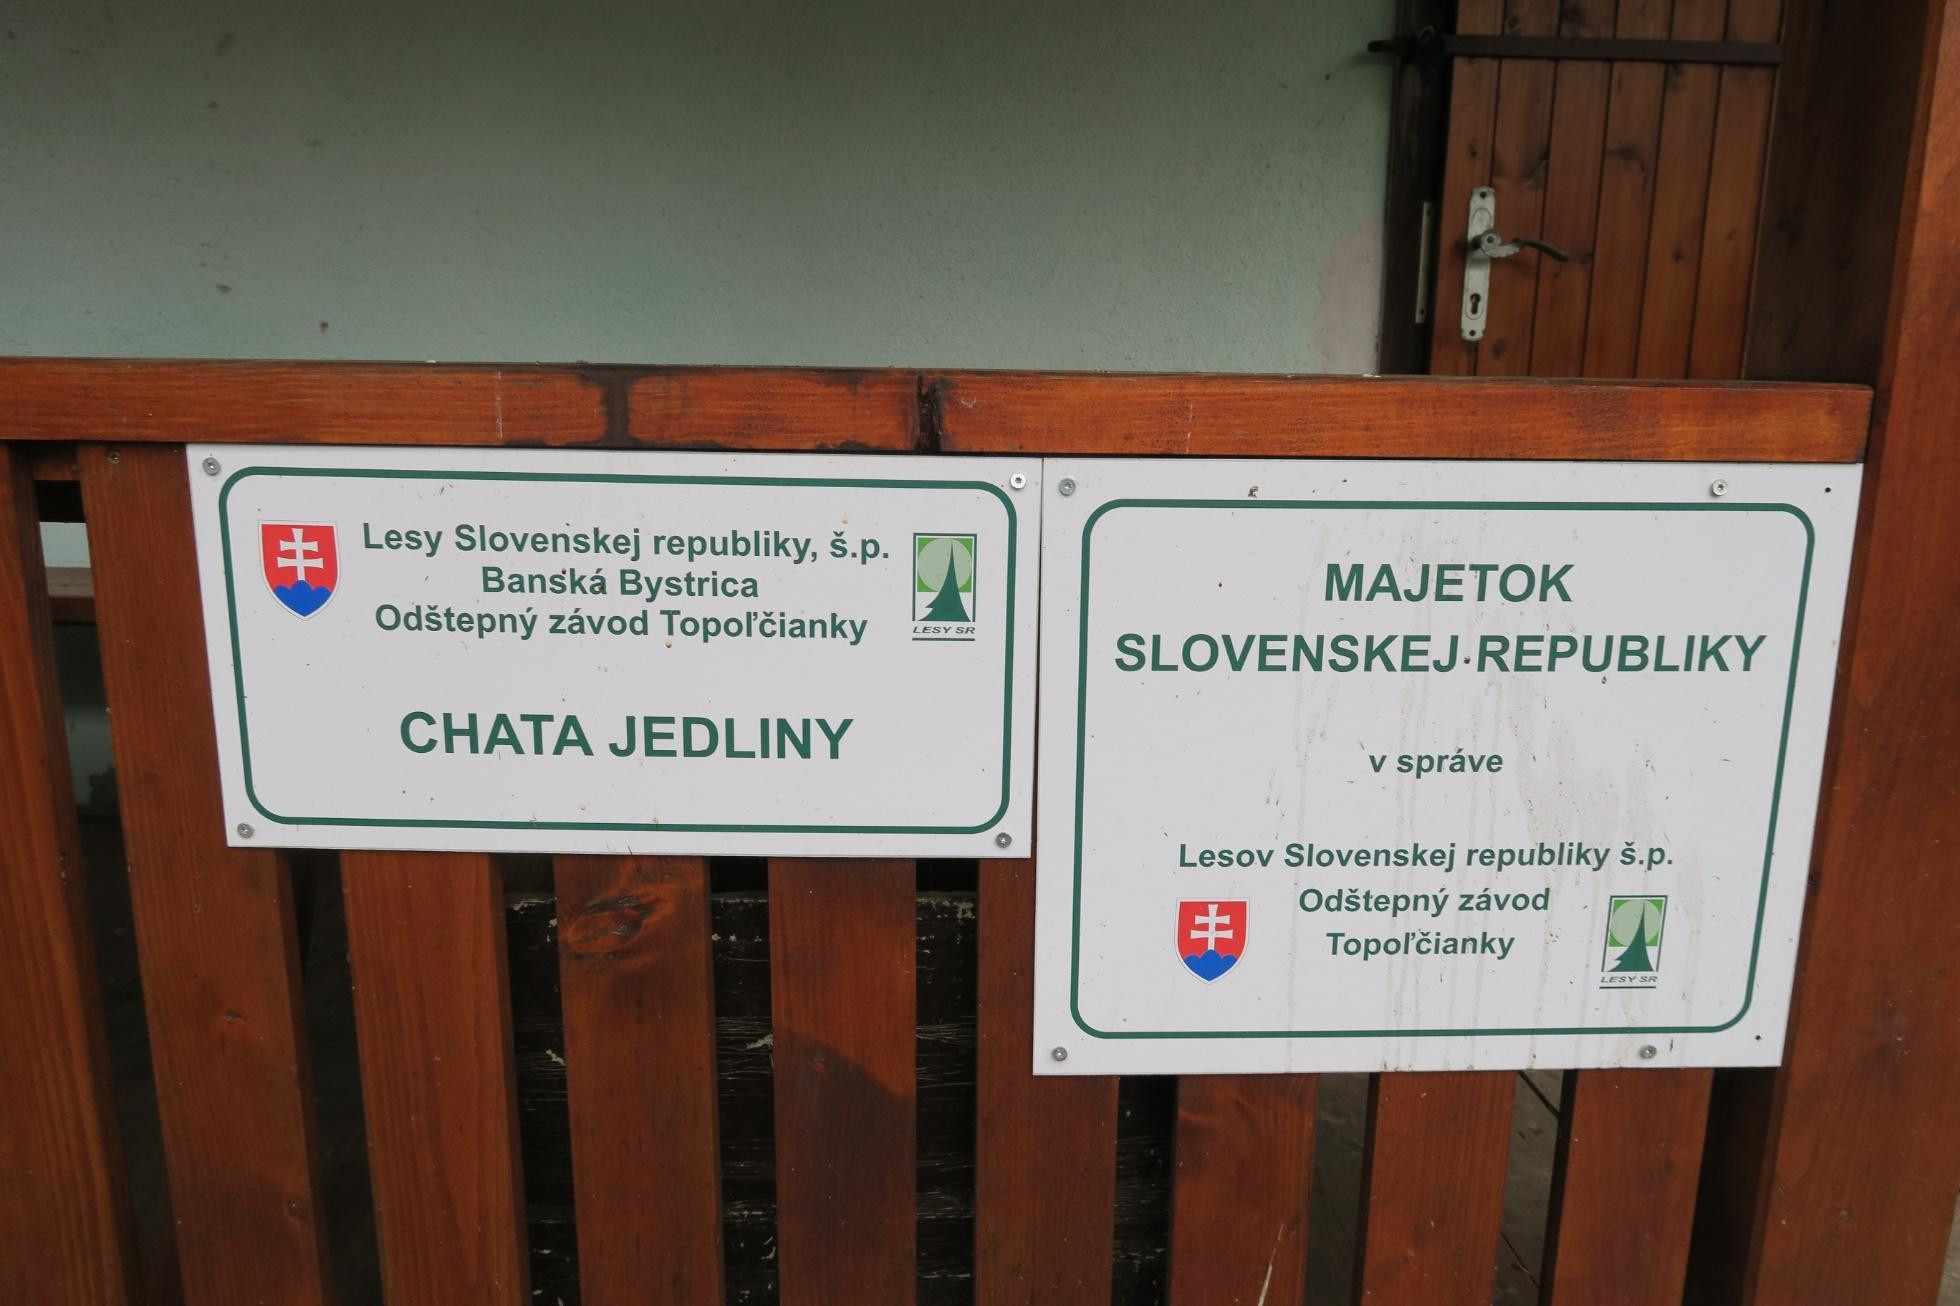 Lesy Slovenskej republiky, š.p.
Banská Bystrica
Odštepný závod Topoľčianky
LESY SR
CHATA JEDLINY
MAJETOK
SLOVENSKEJ REPUBLIKY
v správe
Lesov Slovenskej republiky š.p.
Odštepný závod
Topoľčianky
LESY SR